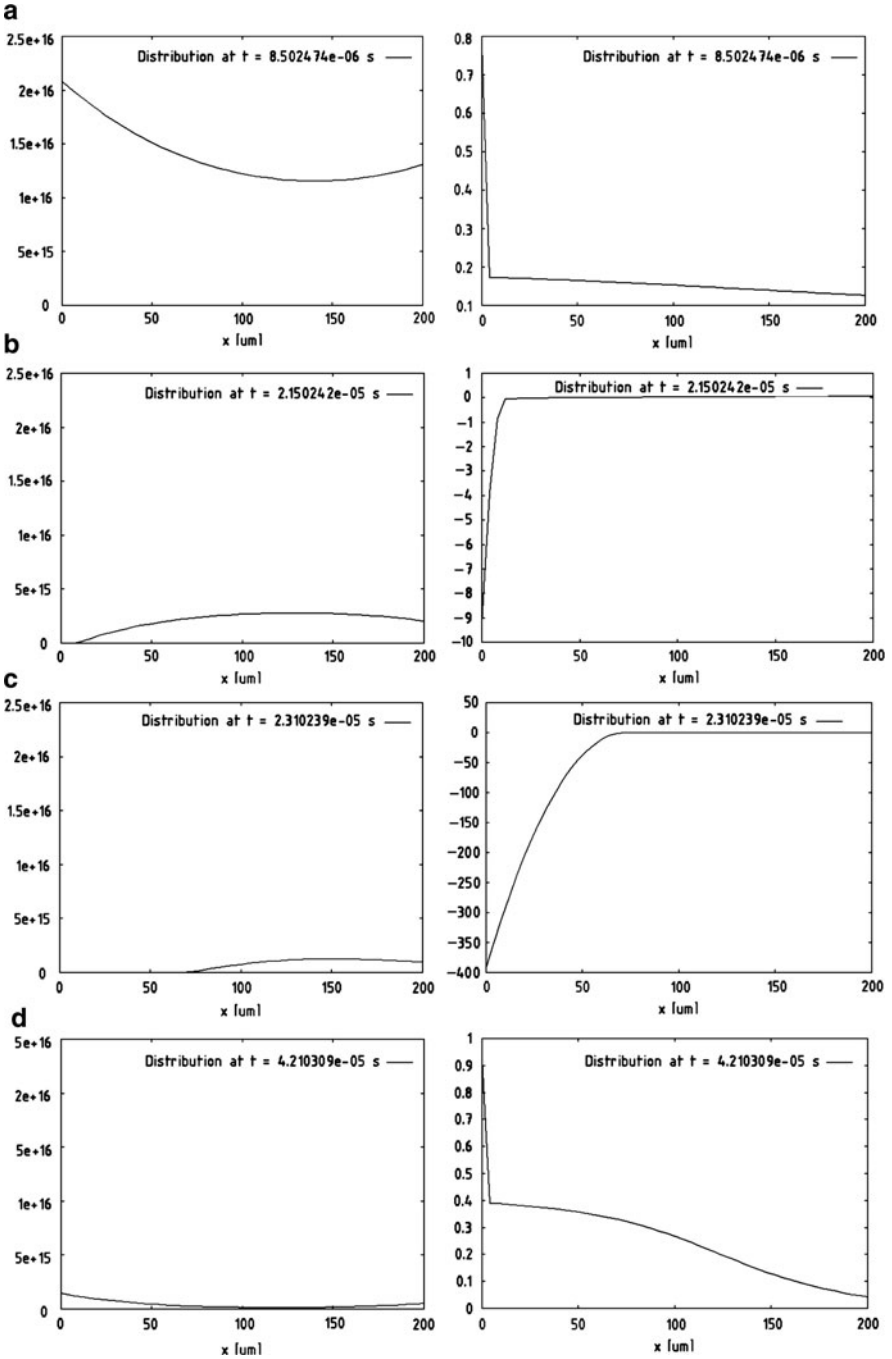 a
Distribution at t = 8.502474e-06 s
2.5e+16
2e+16
1.5e+16
1e+16
5e+15
0
0 50 100 150 200
x [um]
Distribution at t = 8.502474e-06 s
0.8
0.7
0.6
0.5
0.4
0.3
0.2
0.1
0 50 100 150 200
x [um]
b
Distribution at t = 2.150242e-05 s
2.5e+16
2e+16
1.5e+16
1e+16
5e+15
0
0 50 100 150 200
x [um]
Distribution at t = 2.150242e-05 s
1
0
−1
−2
−3
−4
−5
−6
−7
−8
−9
−10
0 50 100 150 200
x [um]
c
Distribution at t = 2.310239e-05 s
2.5e+16
2e+16
1.5e+16
1e+16
5e+15
0
0 50 100 150 200
x [um]
Distribution at t = 2.310239e-05 s
50
0
−50
−100
−150
−200
−250
−300
−350
−400
0 50 100 150 200
x [um]
d
Distribution at t = 4.210309e-05 s
5e+16
2e+16
5e+16
1e+16
5e+15
0
0 50 100 150 200
x [um]
Distribution at t = 4.210309e-05 s
1
0.9
0.8
0.7
0.6
0.5
0.4
0.3
0.2
0.1
0
0 50 100 150 200
x [um]